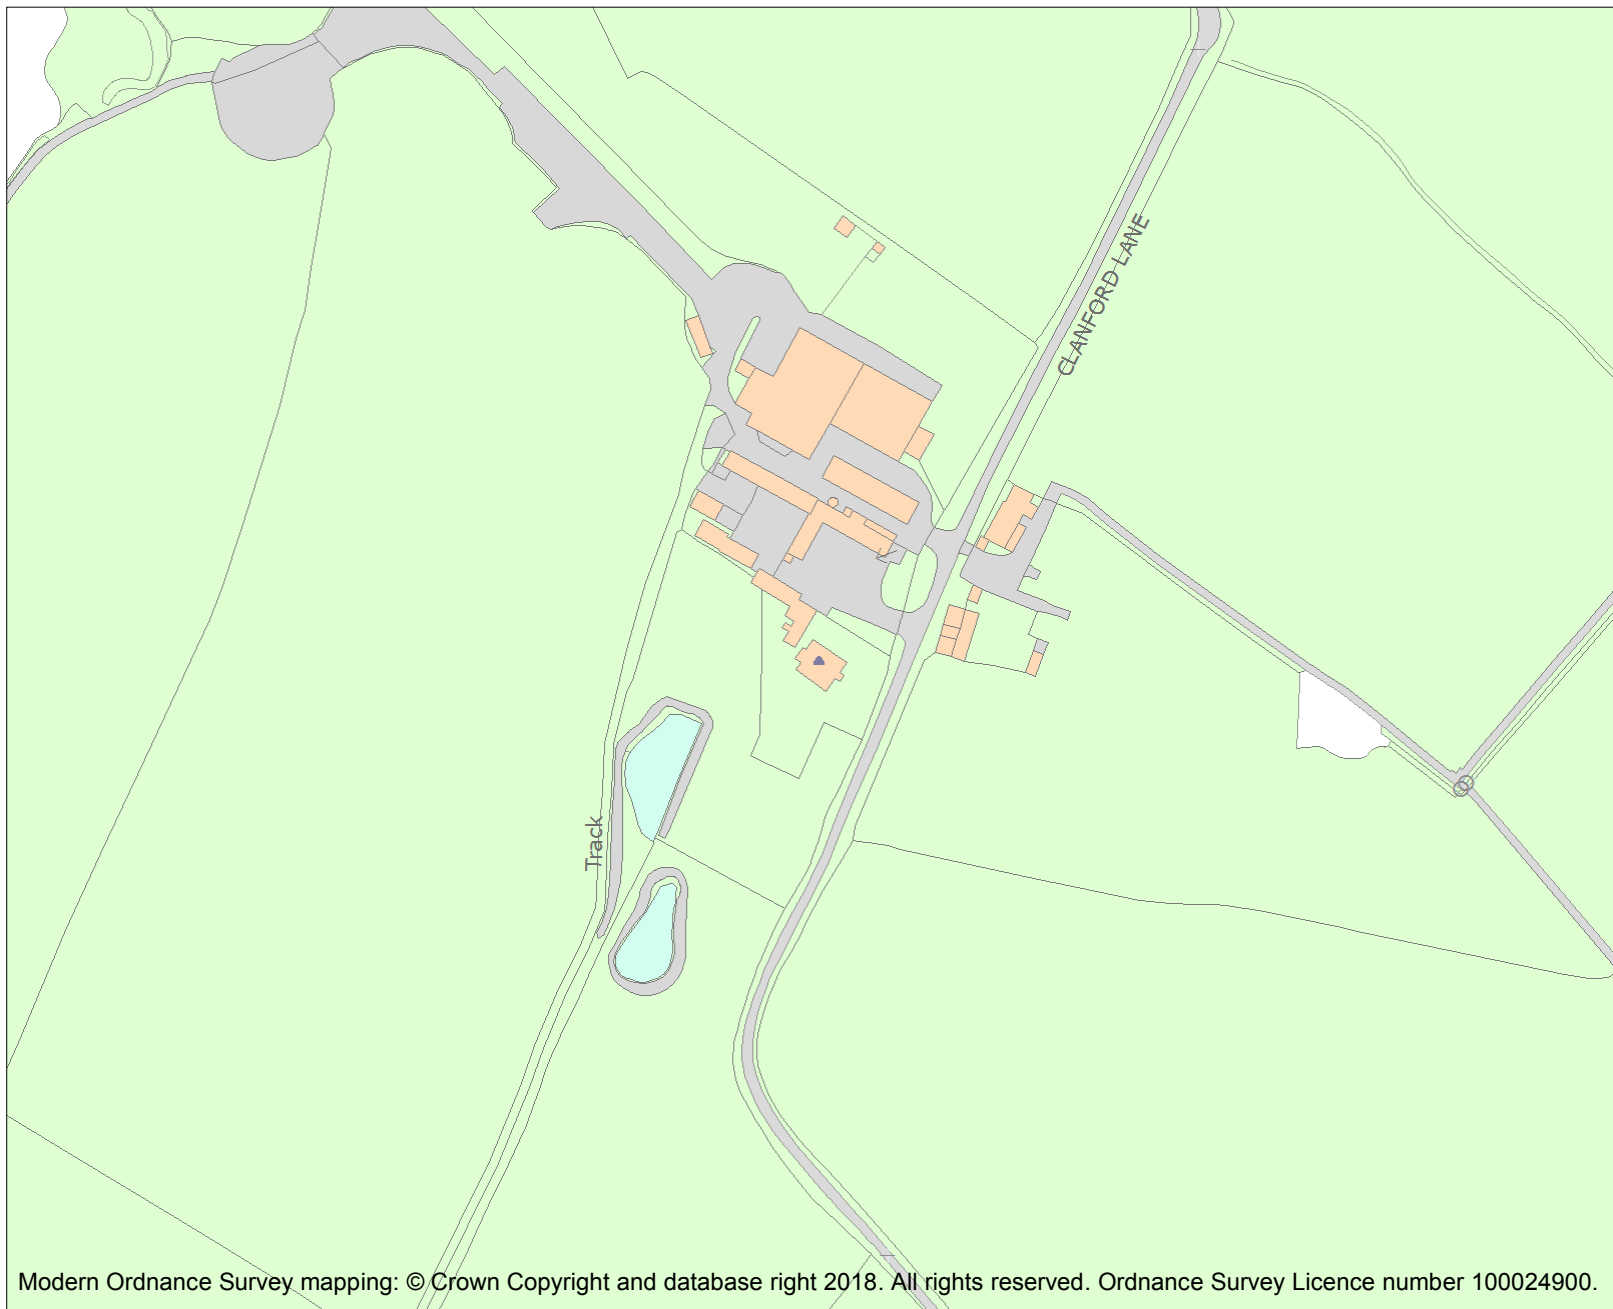 CLANFORD LANE
Track
Modern Ordnance Survey mapping: © Crown Copyright and database right 2018. All rights reserved. Ordnance Survey Licence number 100024900.